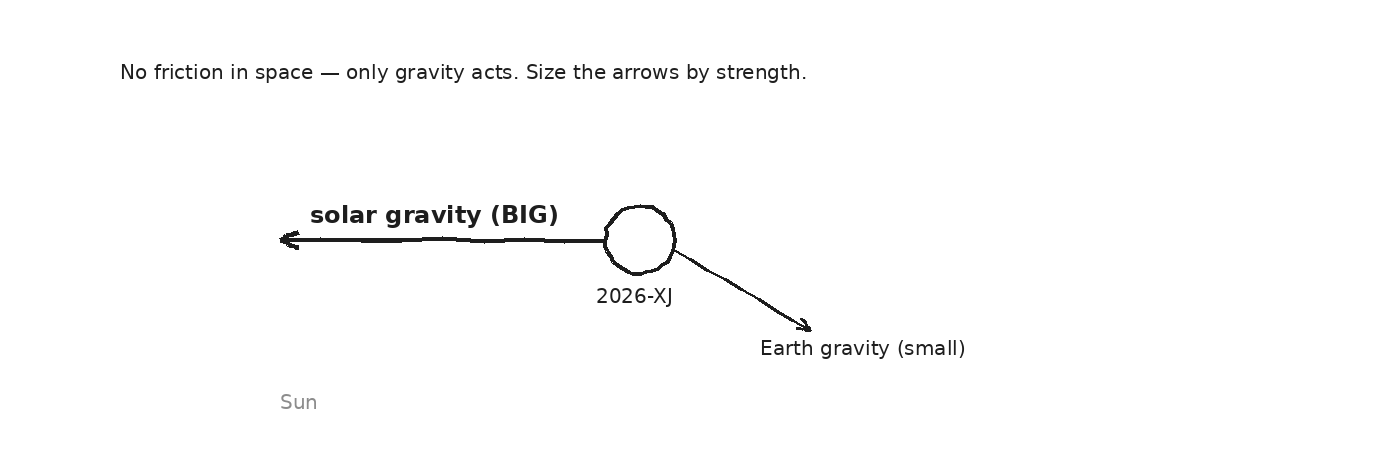 No friction in space — only gravity acts. Size the arrows by strength.
solar gravity (BIG)
2026-XJ
Earth gravity (small)
Sun